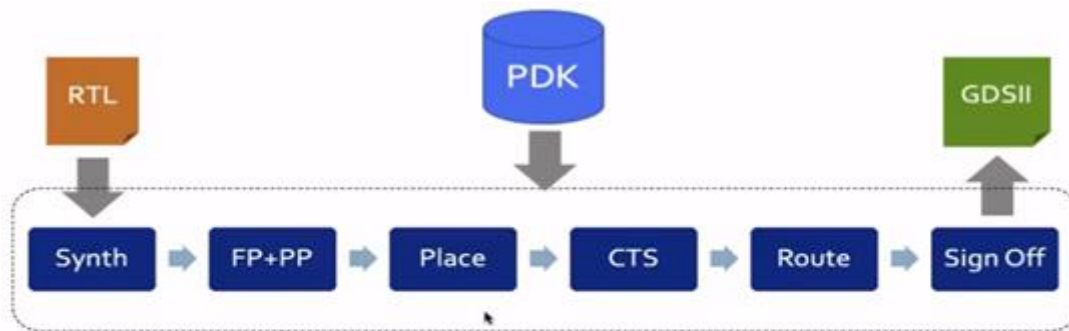 PDK
RTL
GDSII
Synth
FP+PP
Place
CTS
Route
Sign Off